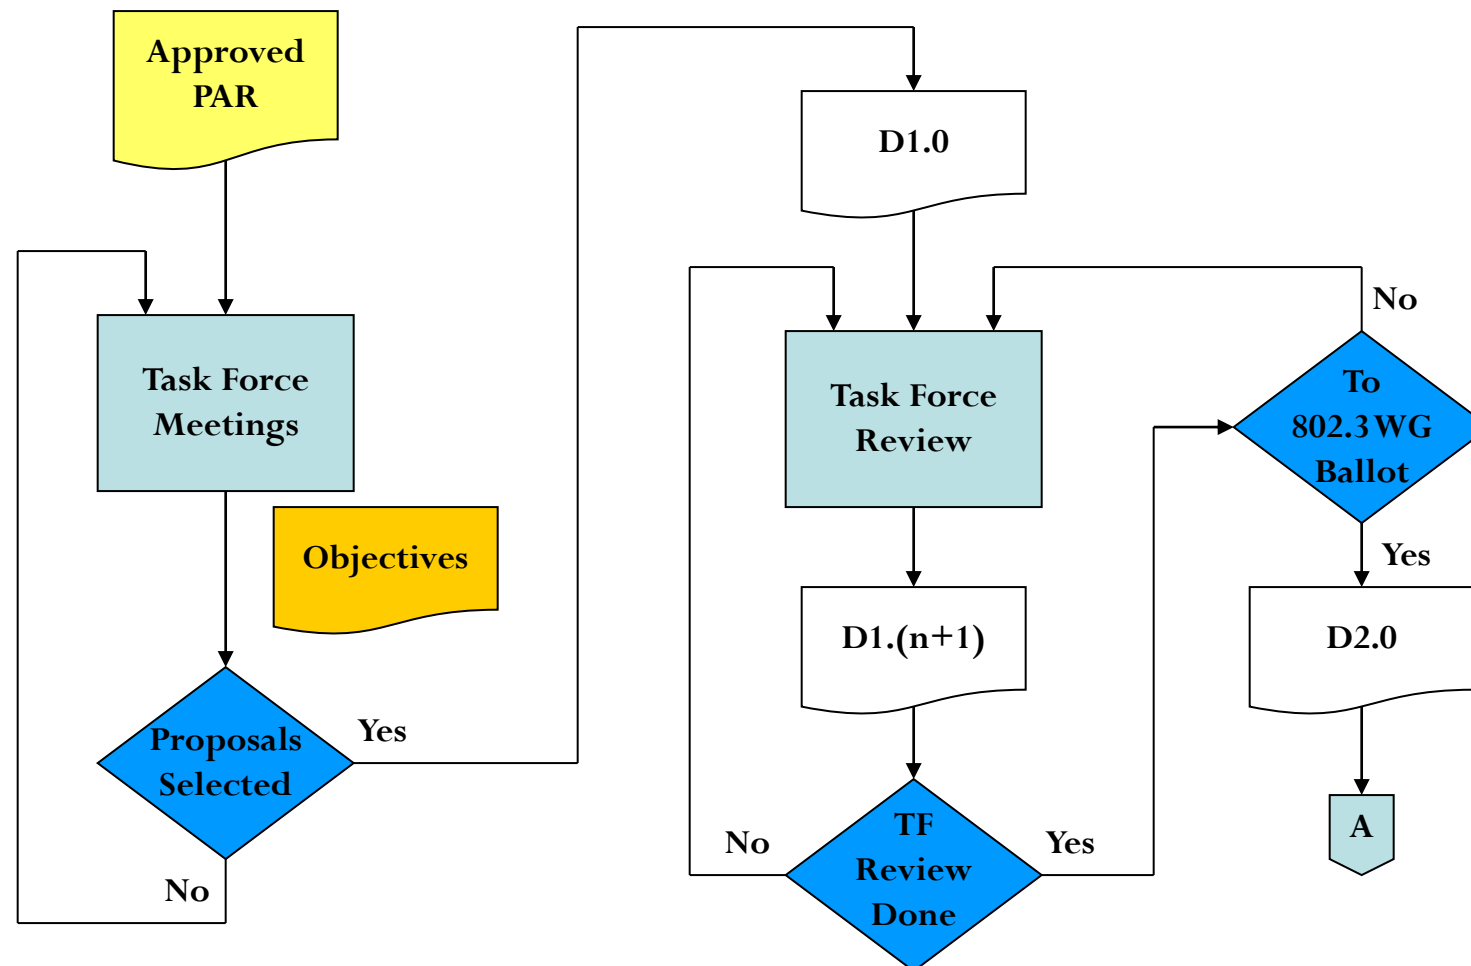 Approved
PAR
Task Force
Meetings
Objectives
Proposals
Selected
Yes
No
D1.0
Task Force
Review
D1.(n+1)
TF
Review
Done
No
Yes
To
802.3 WG
Ballot
No
Yes
D2.0
A